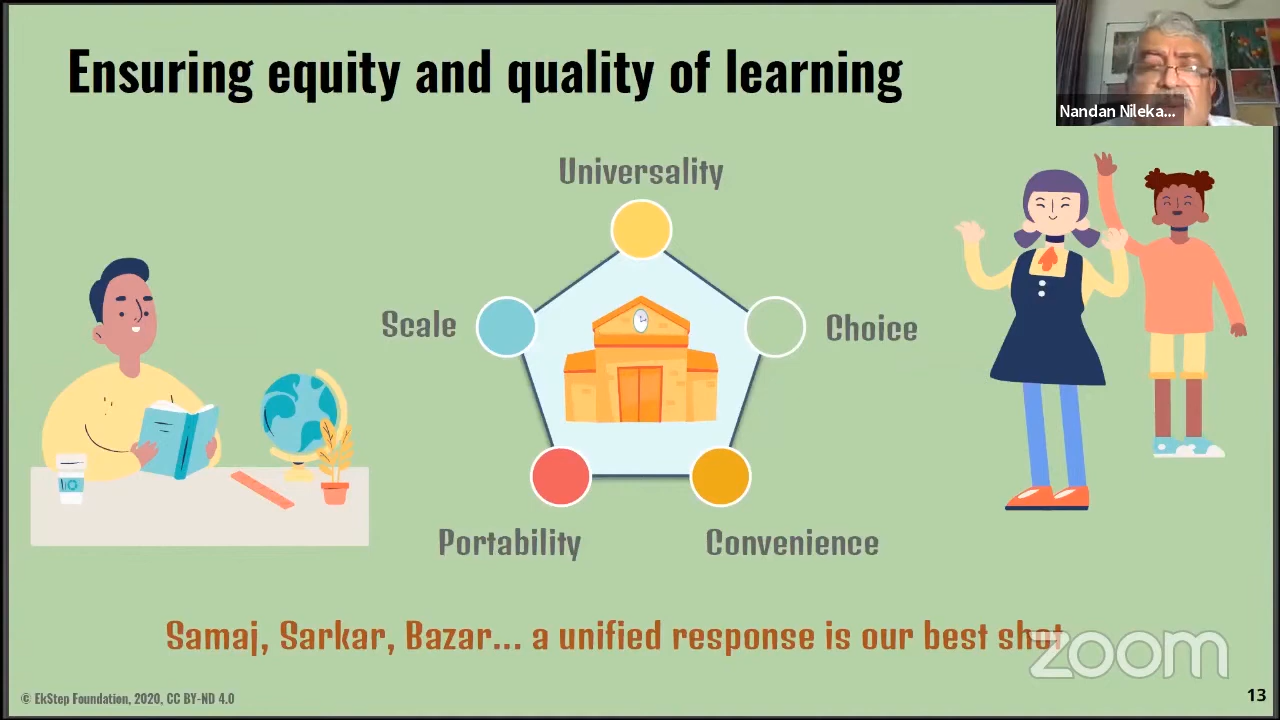 Ensuring equity and quality of learning
Nandan Nileka...
Universality
Scale
Choice
Portability
Convenience
Samaj, Sarkar, Bazar... a unified response is our best shot
zoom
© EkStep Foundation, 2020, CC BY-ND 4.0
13